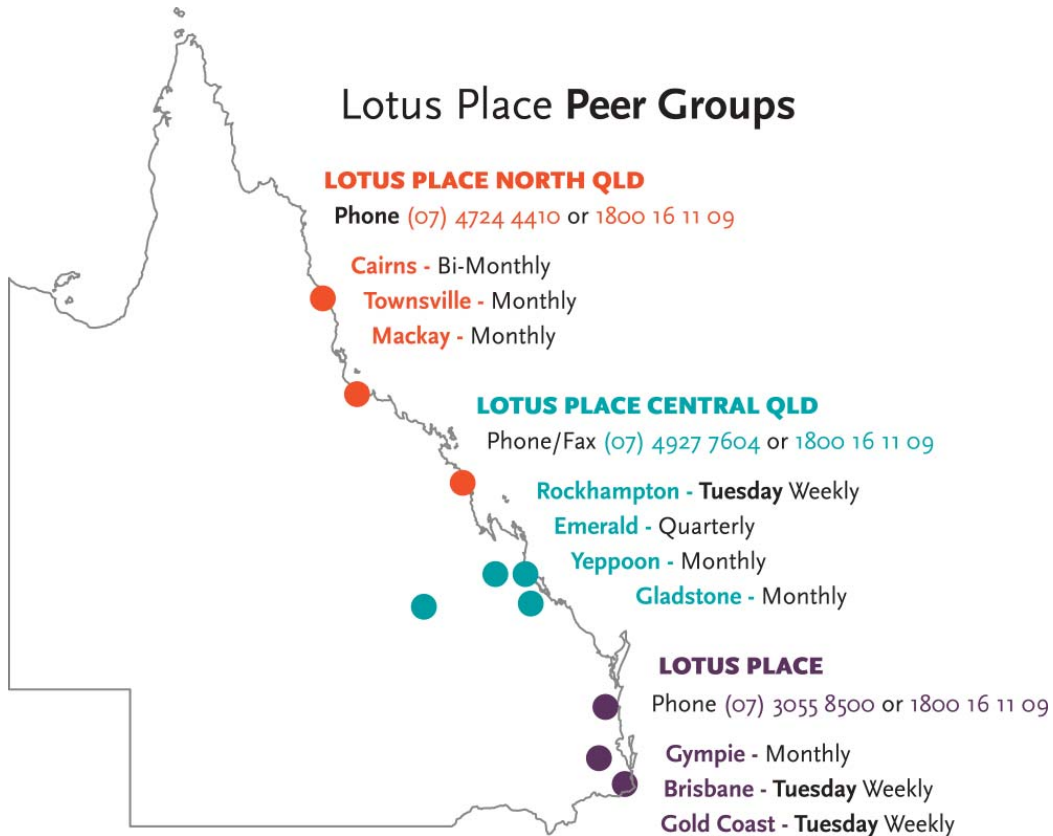 Lotus Place Peer Groups
LOTUS PLACE NORTH QLD
Phone (07) 4724 4410 or 1800 16 11 09
Cairns - Bi-Monthly
Townsville - Monthly
Mackay - Monthly
LOTUS PLACE CENTRAL QLD
Phone/Fax (07) 4927 7604 or 1800 16 11 09
Rockhampton - Tuesday Weekly
Emerald - Quarterly
Yeppoon - Monthly
Gladstone - Monthly
LOTUS PLACE
Phone (07) 3055 8500 or 1800 16 11 09
Gympie - Monthly
Brisbane - Tuesday Weekly
Gold Coast - Tuesday Weekly